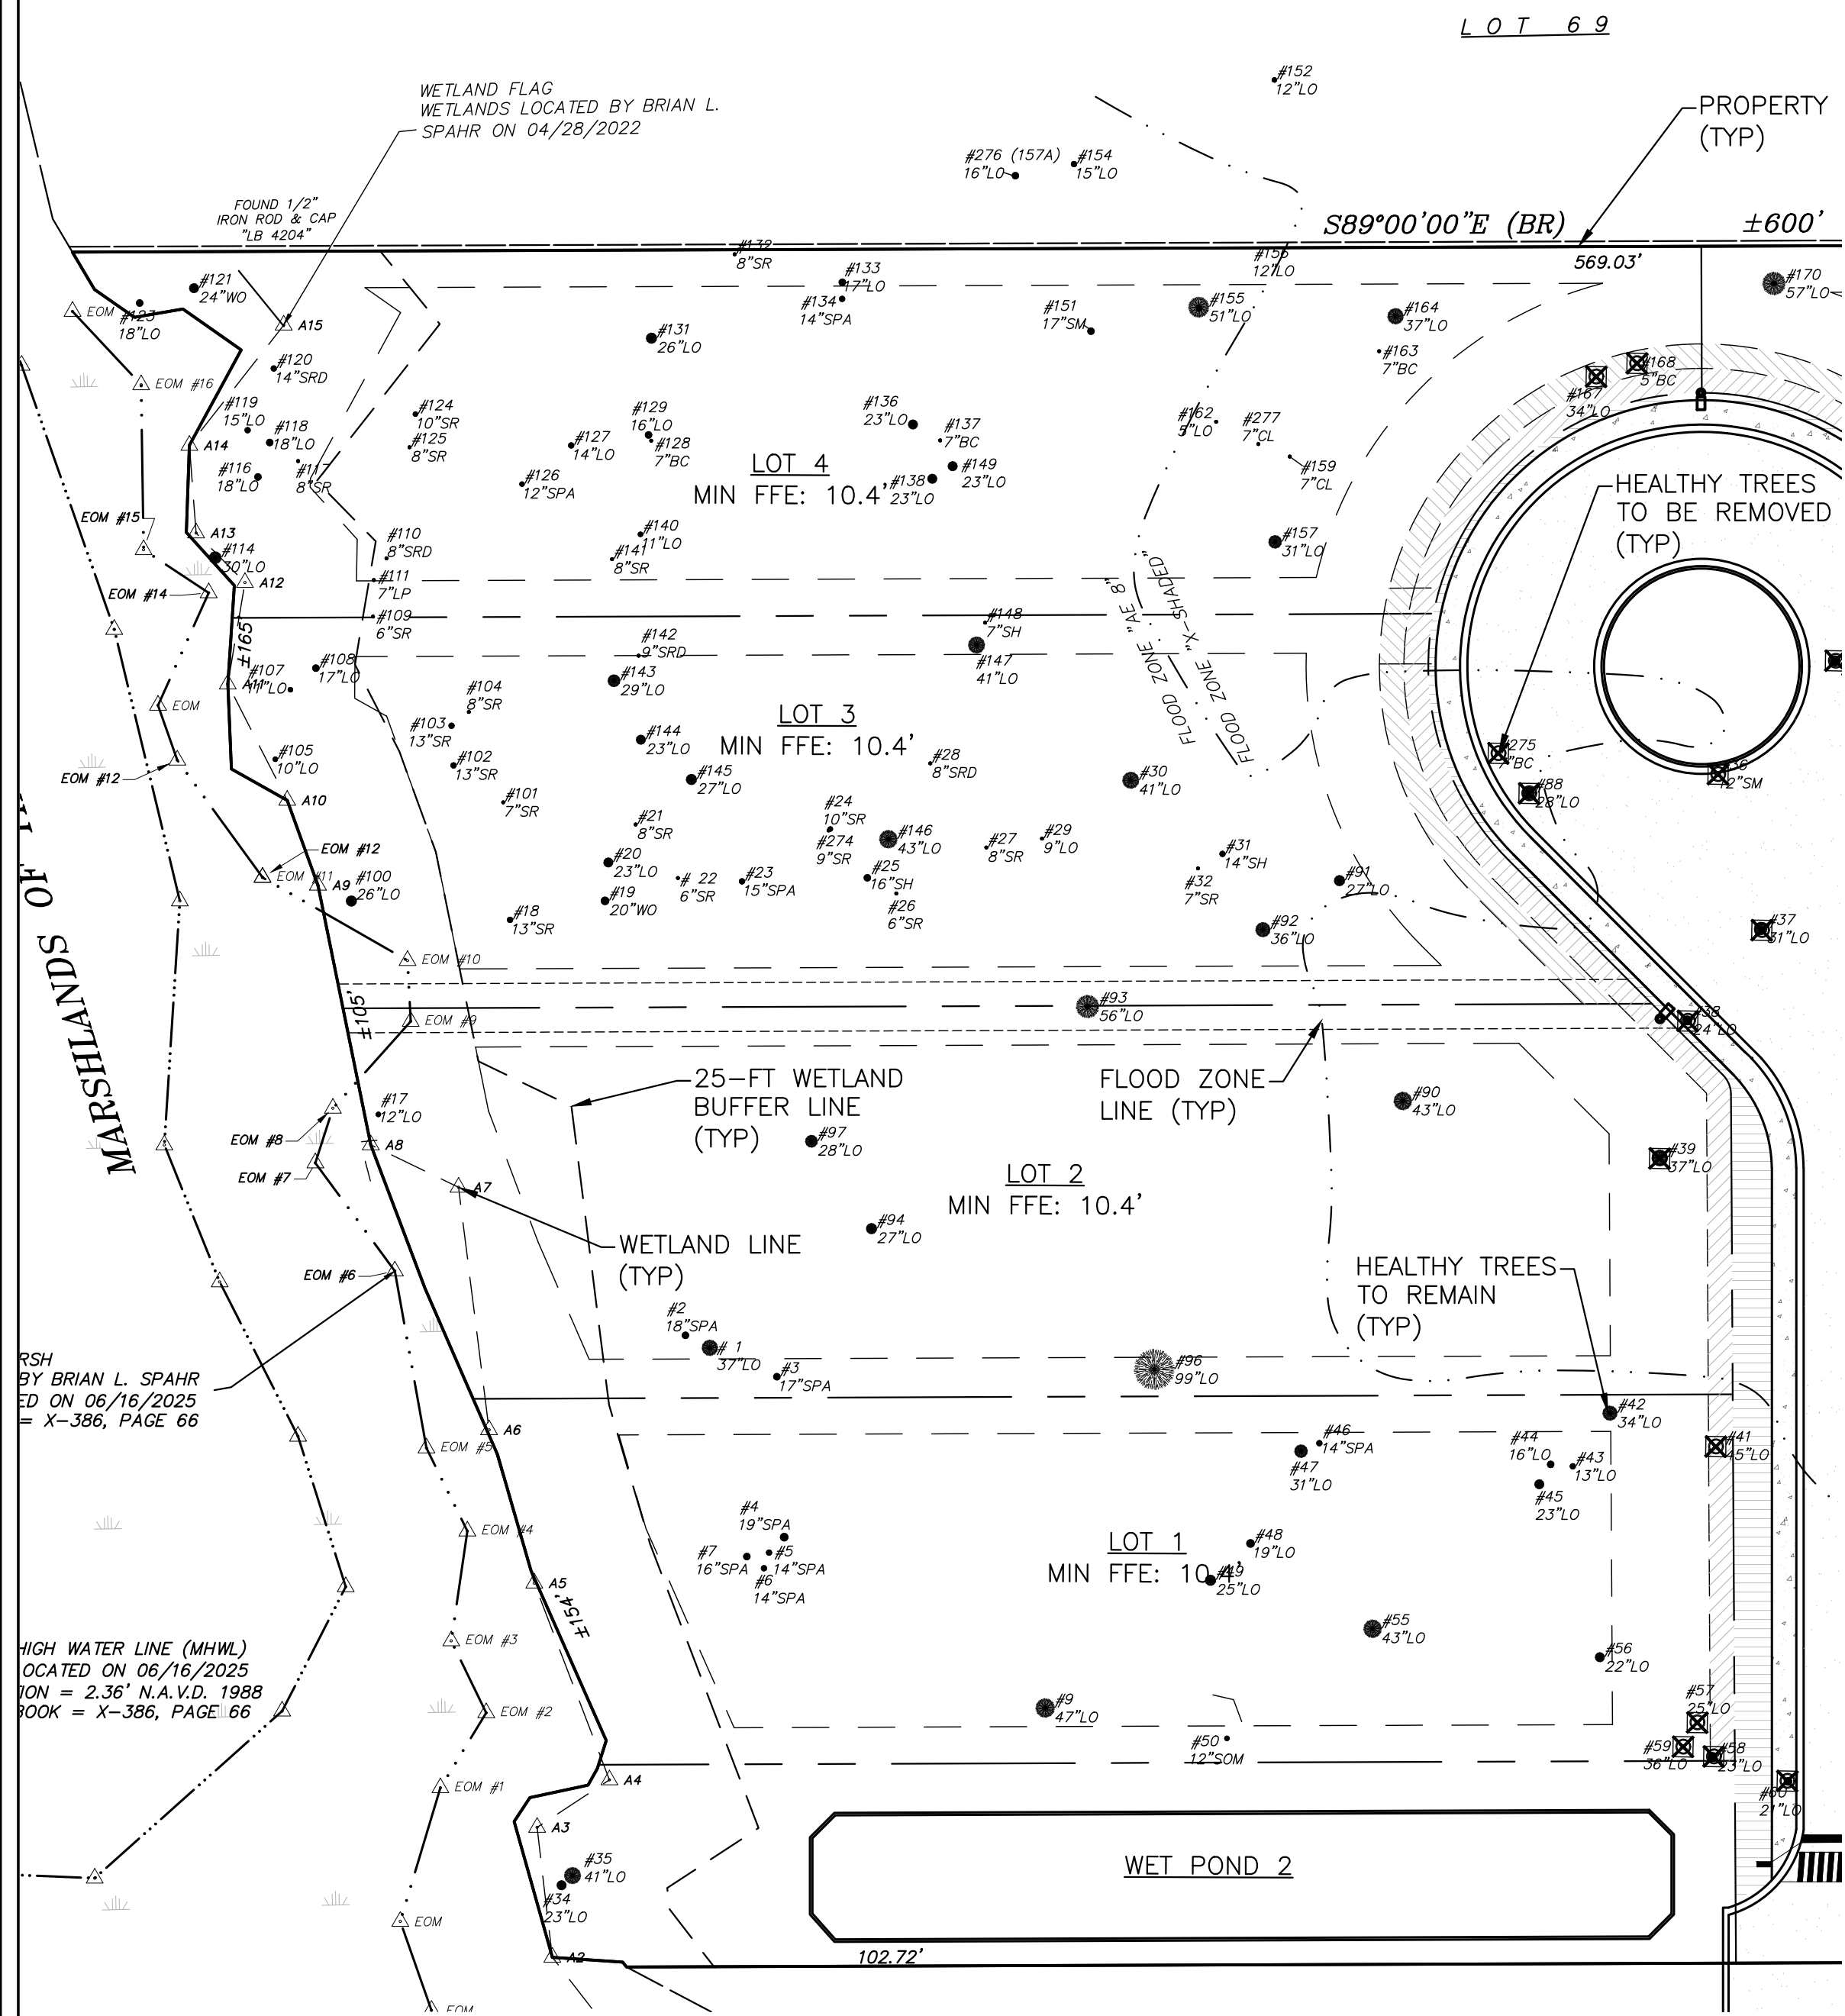 LOT 69
#152
12"LO
WETLAND FLAG
WETLANDS LOCATED BY BRIAN L.
SPAHR ON 04/28/2022
PROPERTY
(TYP)
#276 (157A)
16"LO
#154
15"LO
FOUND 1/2"
IRON ROD & CAP
"LB 4204"
S89°00'00"E (BR)
±600'
569.03'
#132
8"SR
#133
17"LO
#134
14"SPA
#156
12"LO
#121
24"WO
#123
18"LO
EOM
A15
#131
26"LO
#151
17"SM
#155
51"LO
#164
37"LO
#163
7"BC
#170
57"LO
#168
5"BC
#167
34"LO
#120
14"SRD
EOM #16
#119
15"LO
#118
18"LO
A14
#116
18"LO
#117
8"SR
#124
10"SR
#125
8"SR
#127
14"LO
#129
16"LO
#128
7"BC
#126
12"SPA
#136
23"LO
#137
7"BC
#149
23"LO
#138
23"LO
LOT 4
MIN FFE: 10.4'
#162
5"LO
#277
7"CL
#159
7"CL
HEALTHY TREES
TO BE REMOVED
(TYP)
EOM #15
A13
#114
30"LO
A12
EOM #14
#110
8"SRD
#111
7"LP
#109
6"SR
#140
11"LO
#141
8"SR
#157
31"LO
FLOOD ZONE "AE 8"
FLOOD ZONE "X-SHADED"
±165'
#148
7"SH
#147
41"LO
#142
9"SRD
#143
29"LO
#107
11"LO
#108
17"LO
A11
EOM
#104
8"SR
#103
13"SR
#102
13"SR
#101
7"SR
LOT 3
MIN FFE: 10.4'
#144
23"LO
#145
27"LO
#28
8"SRD
#30
41"LO
#105
10"LO
EOM #12
A10
#275
"BC
#88
28"LO
#36
12"SM
#21
8"SR
#24
10"SR
#274
9"SR
#146
43"LO
#27
8"SR
#29
9"LO
#31
14"SH
#32
7"SR
#20
23"LO
#19
20"WO
# 22
6"SR
#23
15"SPA
#25
16"SH
#26
6"SR
#18
13"SR
EOM #12
EOM #11
A9
#100
26"LO
#91
27"LO
#92
36"LO
#37
31"LO
EOM #10
EOM #9
±105'
#93
56"LO
#38
24"LO
OF
MARSHLANDS
25-FT WETLAND
BUFFER LINE
(TYP)
FLOOD ZONE
LINE (TYP)
#90
43"LO
#17
12"LO
EOM #8
A8
EOM #7
A7
#97
28"LO
#39
37"LO
LOT 2
MIN FFE: 10.4'
#94
27"LO
WETLAND LINE
(TYP)
EOM #6
HEALTHY TREES
TO REMAIN
(TYP)
#2
18"SPA
# 1
37"LO
#3
17"SPA
#96
99"LO
RSH
BY BRIAN L. SPAHR
ED ON 06/16/2025
= X-386, PAGE 66
A6
EOM #5
#42
34"LO
#46
14"SPA
#47
31"LO
#44
16"LO
#43
13"LO
#45
23"LO
#41
45"LO
EOM #4
#4
19"SPA
#7
16"SPA
#5
14"SPA
#6
14"SPA
LOT 1
MIN FFE: 10.4'
#48
19"LO
#49
25"LO
A5
±154'
EOM #3
#55
43"LO
#56
22"LO
HIGH WATER LINE (MHWL)
OCATED ON 06/16/2025
ION = 2.36' N.A.V.D. 1988
BOOK = X-386, PAGE 66
EOM #2
#9
47"LO
#50
12"SOM
#57
25"LO
#59
36"LO
#58
23"LO
#60
21"LO
EOM #1
A4
A3
#35
41"LO
#34
23"LO
WET POND 2
EOM
A2
102.72'
EOM